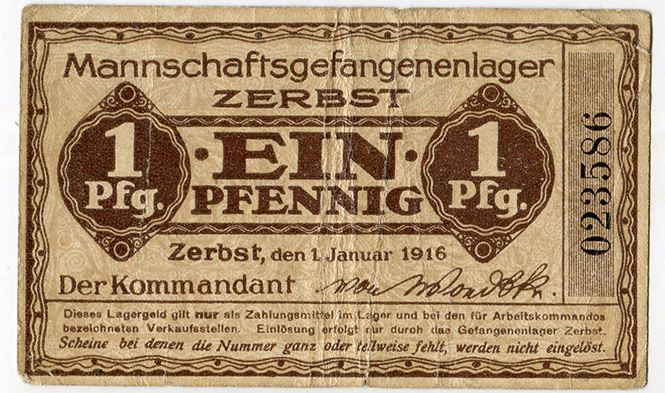 Mannschaftsgefangenenlager
ZERBST
1 Pfg.
·EIN·
PFENNIG
1 Pfg.
023586
Zerbst, den 1. Januar 1916
Der Kommandant
Dieses Lagergeld gilt nur als Zahlungsmittel im Lager und bei den für Arbeitskommandos
bezeichneten Verkaufsstellen. Einlösung erfolgt nur durch das Gefangenenlager Zerbst.
Scheine bei denen die Nummer ganz oder teilweise fehlt, werden nicht eingelöst.